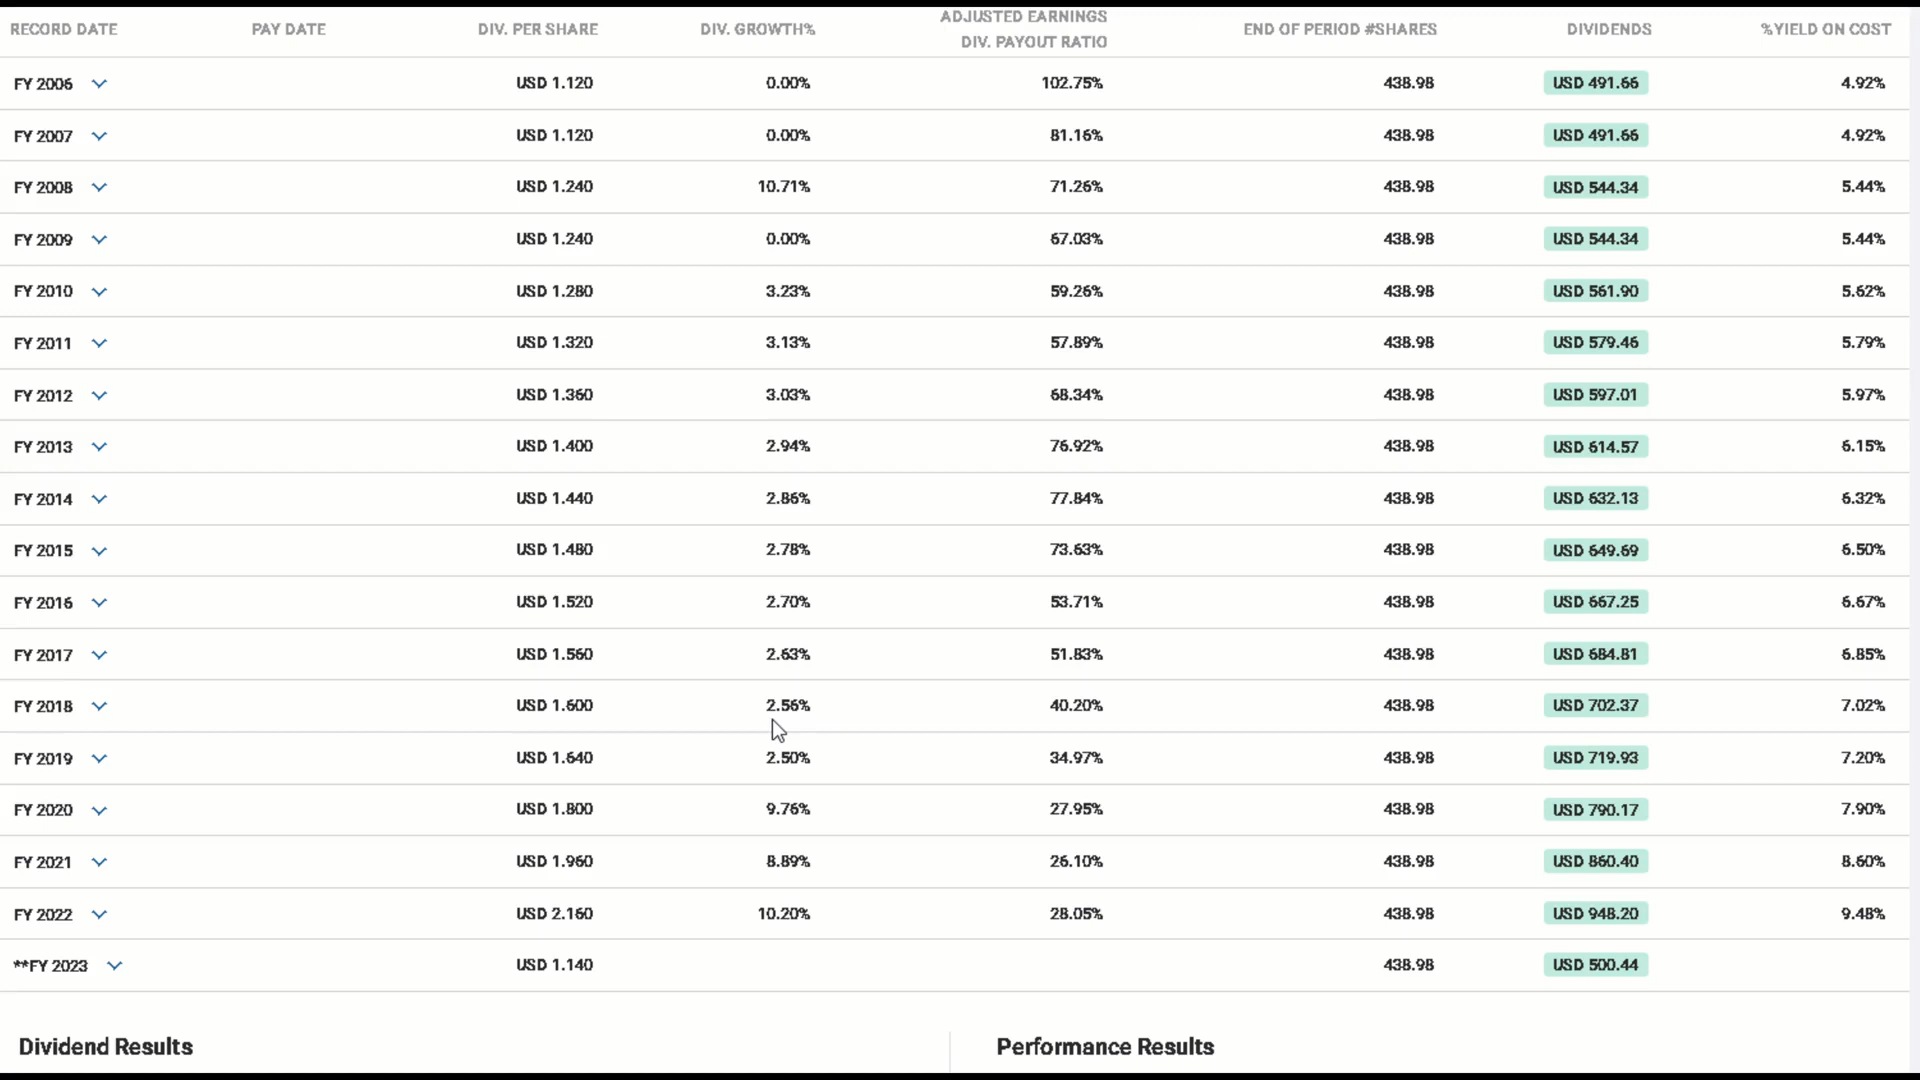 RECORD DATE PAY DATE DIV. PER SHARE DIV. GROWTH% ADJUSTED EARNINGS DIV. PAYOUT RATIO END OF PERIOD #SHARES DIVIDENDS %YIELD ON COST
FY 2006 USD 1.120 0.00% 102.75% 438.98 USD 491.66 4.92%
FY 2007 USD 1.120 0.00% 81.16% 438.98 USD 491.66 4.92%
FY 2008 USD 1.240 10.71% 71.26% 438.98 USD 544.34 5.44%
FY 2009 USD 1.240 0.00% 67.03% 438.98 USD 544.34 5.44%
FY 2010 USD 1.280 3.23% 59.26% 438.98 USD 561.90 5.62%
FY 2011 USD 1.320 3.13% 57.89% 438.98 USD 579.46 5.79%
FY 2012 USD 1.360 3.03% 68.34% 438.98 USD 597.01 5.97%
FY 2013 USD 1.400 2.94% 76.92% 438.98 USD 614.57 6.15%
FY 2014 USD 1.440 2.86% 77.84% 438.98 USD 632.13 6.32%
FY 2015 USD 1.480 2.78% 73.63% 438.98 USD 649.69 6.50%
FY 2016 USD 1.520 2.70% 53.71% 438.98 USD 667.25 6.67%
FY 2017 USD 1.560 2.63% 51.83% 438.98 USD 684.81 6.85%
FY 2018 USD 1.600 2.56% 40.20% 438.98 USD 702.37 7.02%
FY 2019 USD 1.640 2.50% 34.97% 438.98 USD 719.93 7.20%
FY 2020 USD 1.800 9.76% 27.95% 438.98 USD 790.17 7.90%
FY 2021 USD 1.960 8.89% 26.10% 438.98 USD 860.40 8.60%
FY 2022 USD 2.160 10.20% 28.05% 438.98 USD 948.20 9.48%
**FY 2023 USD 1.140 438.98 USD 500.44
Dividend Results Performance Results